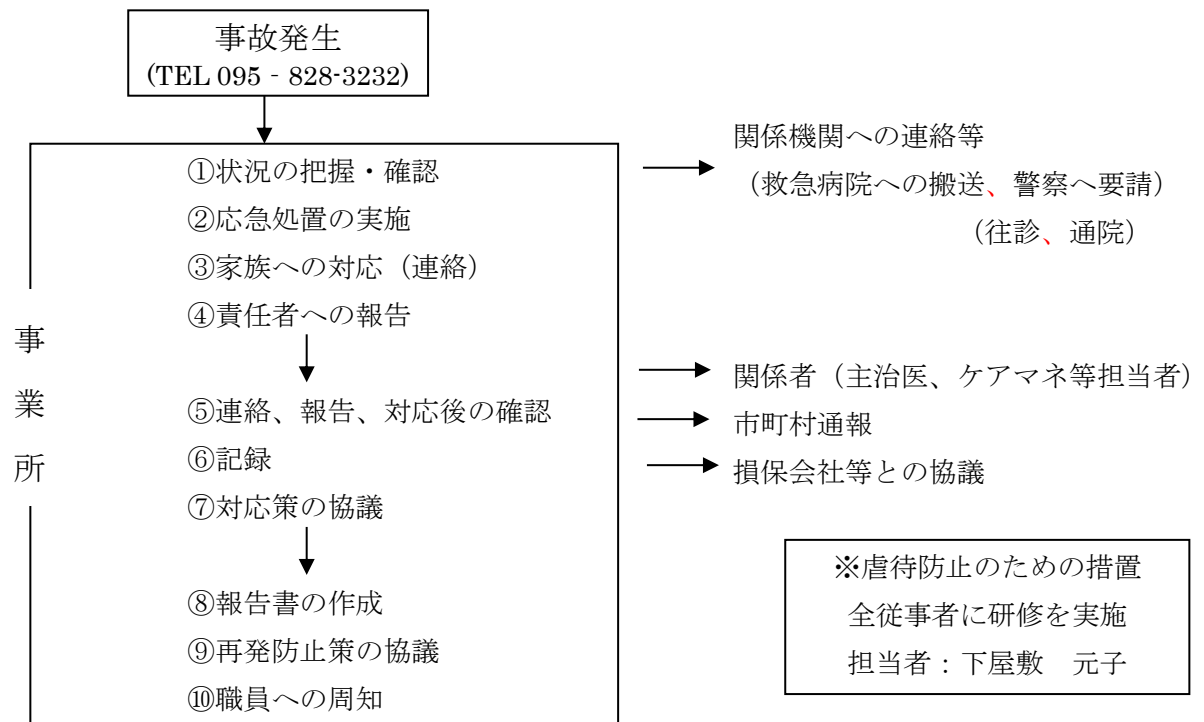 事故発生
(TEL 095‐828-3232)
関係機関への連絡等
①状況の把握・確認
（救急病院への搬送、警察へ要請）
②応急処置の実施
（往診、通院）
③家族への対応（連絡）
④責任者への報告
事業所
関係者（主治医、ケアマネ等担当者）
⑤連絡、報告、対応後の確認
市町村通報
⑥記録
損保会社等との協議
⑦対応策の協議
※虐待防止のための措置
⑧報告書の作成
全従事者に研修を実施
⑨再発防止策の協議
担当者：下屋敷　元子
⑩職員への周知